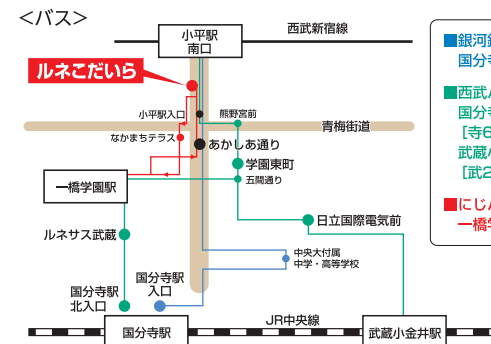 ＜バス＞
小平駅
南口
西武新宿線
ルネこだいら
小平駅入口
熊野宮前
青梅街道
なかまちテラス
あかしあ通り
学園東町
一橋学園駅
五間通り
日立国際電気前
ルネサス武蔵
中央大付属
中学・高等学校
国分寺駅
入口
国分寺駅
北入口
JR中央線
国分寺駅
武蔵小金井駅
■銀河鉄
国分寺
■西武バ
国分寺
[寺6
武蔵小
[武2
■にじバ
一橋学